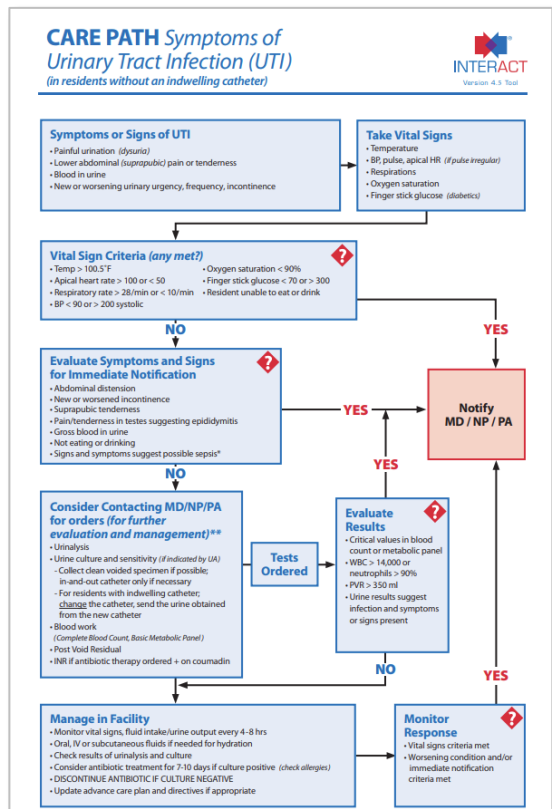 CARE PATH Symptoms of
Urinary Tract Infection (UTI)
(in residents without an indwelling catheter)
INTERACT
Version 4.5 Tool
Symptoms or Signs of UTI
• Painful urination (dysuria)
• Lower abdominal (suprapubic) pain or tenderness
• Blood in urine
• New or worsening urinary urgency, frequency, incontinence
Take Vital Signs
• Temperature
• BP, pulse, apical HR (if pulse irregular)
• Respirations
• Oxygen saturation
• Finger stick glucose (diabetics)
Vital Sign Criteria (any met?)
?
• Temp > 100.5˚F
• Apical heart rate > 100 or < 50
• Respiratory rate > 28/min or < 10/min
• BP < 90 or > 200 systolic
• Oxygen saturation < 90%
• Finger stick glucose < 70 or > 300
• Resident unable to eat or drink
NO
YES
Evaluate Symptoms and Signs
for Immediate Notification
?
• Abdominal distension
• New or worsened incontinence
• Suprapubic tenderness
• Pain/tenderness in testes suggesting epididymitis
• Gross blood in urine
• Not eating or drinking
• Signs and symptoms suggest possible sepsis*
YES
Notify
MD / NP / PA
NO
YES
Consider Contacting MD/NP/PA
for orders (for further
evaluation and management)**
• Urinalysis
• Urine culture and sensitivity (if indicated by UA)
- Collect clean voided specimen if possible;
in-and-out catheter only if necessary
- For residents with indwelling catheter;
change the catheter, send the urine obtained
from the new catheter
• Blood work
(Complete Blood Count, Basic Metabolic Panel )
• Post Void Residual
• INR if antibiotic therapy ordered + on coumadin
Tests
Ordered
Evaluate
Results
?
• Critical values in blood
count or metabolic panel
• WBC > 14,000 or
neutrophils > 90%
• PVR > 350 ml
• Urine results suggest
infection and symptoms
or signs present
NO
YES
Manage in Facility
• Monitor vital signs, fluid intake/urine output every 4-8 hrs
• Oral, IV or subcutaneous fluids if needed for hydration
• Check results of urinalysis and culture
• Consider antibiotic treatment for 7-10 days if culture positive (check allergies)
• DISCONTINUE ANTIBIOTIC IF CULTURE NEGATIVE
• Update advance care plan and directives if appropriate
Monitor
Response
?
• Vital signs criteria met
• Worsening condition and/or
immediate notification
criteria met